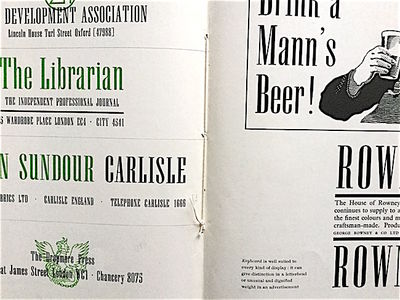 DEVELOPMENT ASSOCIATION
Lincoln House Turl Street Oxford [47988]
The Librarian
THE INDEPENDENT PROFESSIONAL JOURNAL
WARDROBE PLACE LONDON EC4 · CITY 4541
N SUNDOUR CARLISLE
BRICS LTD · CARLISLE ENGLAND · TELEPHONE CARLISLE 1666
The Dropmore Press
at James Street London WC1 · Chancery 8075
Drink a
Mann's
Beer!
ROW
The House of Rowney
continues to supply to a
the finest colours and m
craftsman-made. Produ
GEORGE ROWNEY & CO LTD
ROWN
Keyboard is well suited to
every kind of display : it can
give distinction in a letterhead
or unusual and dignified
weight in an advertisement